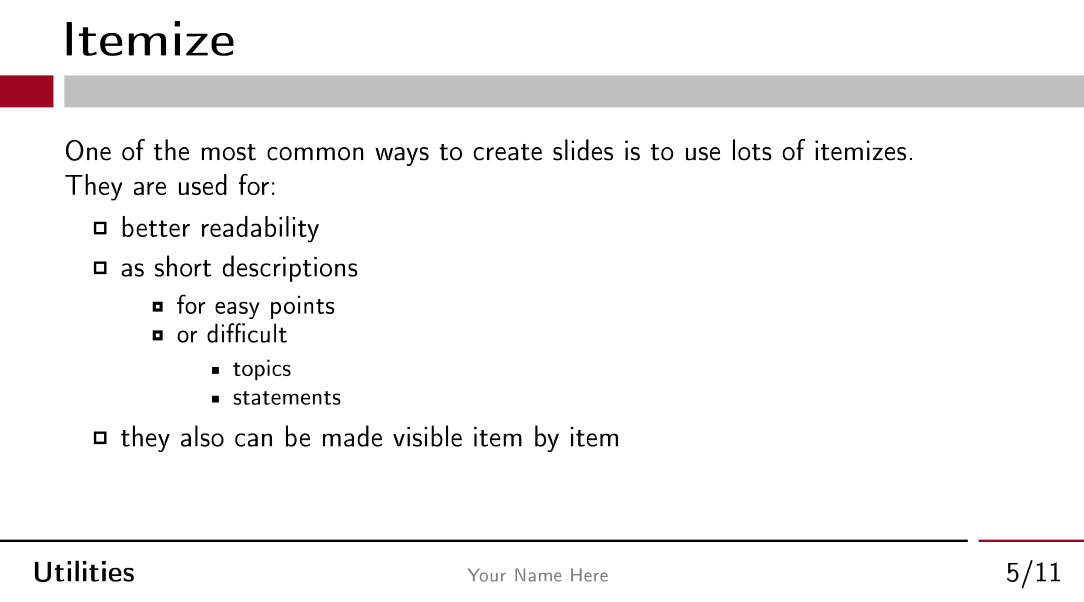 Itemize
One of the most common ways to create slides is to use lots of itemizes.
They are used for:
better readability
as short descriptions
for easy points
or difficult
topics
statements
they also can be made visible item by item
Utilities
Your Name Here
5/11